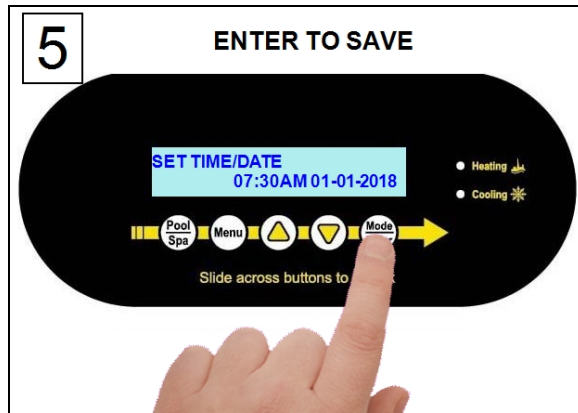 5
ENTER TO SAVE
SET TIME/DATE
07:30AM 01-01-2018
Heating
Cooling
Pool
Spa
Menu
Mode
Slide across buttons to